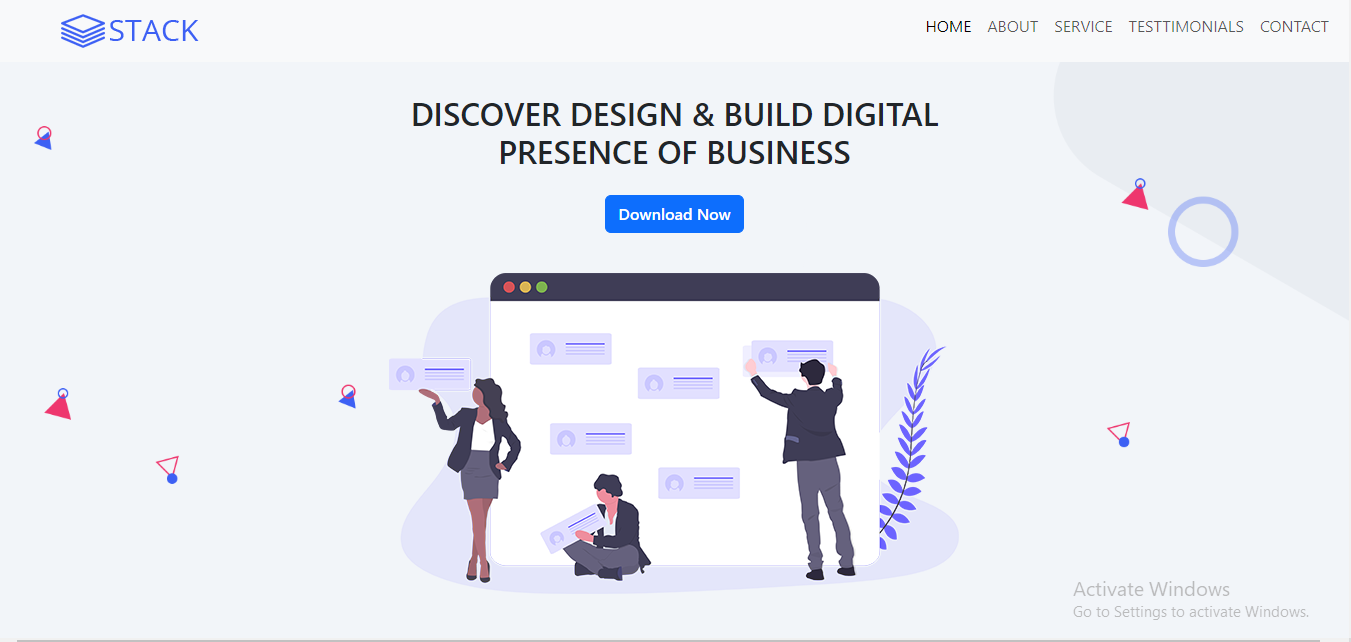 STACK
HOME ABOUT SERVICE TESTTIMONIALS CONTACT
DISCOVER DESIGN & BUILD DIGITAL
PRESENCE OF BUSINESS
Download Now
Activate Windows
Go to Settings to activate Windows.